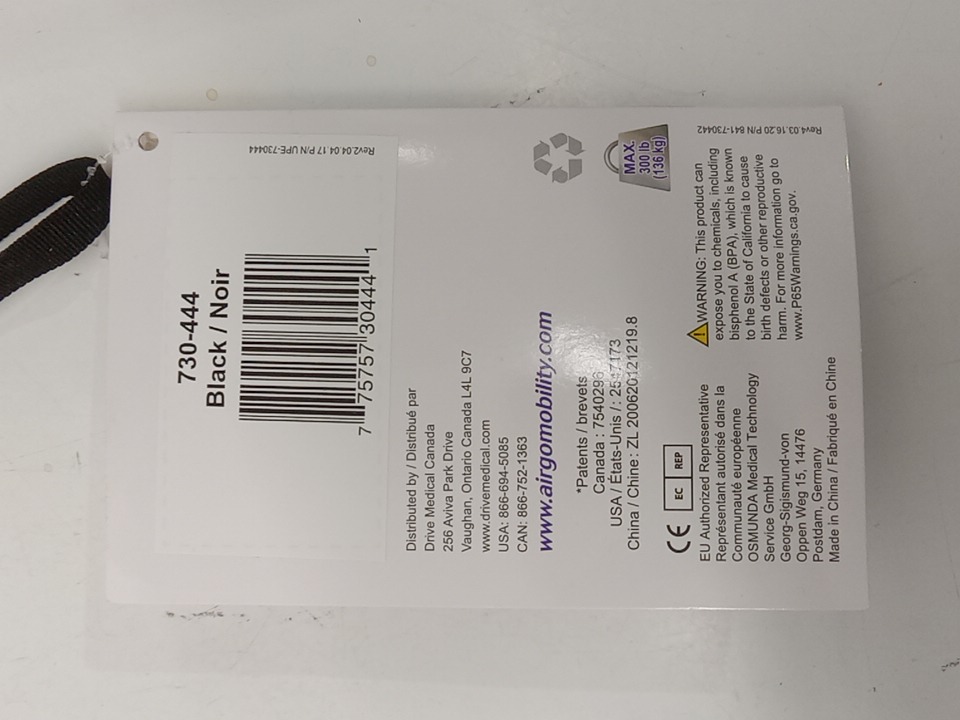 730-444
Black / Noir
7 75757 30444 1
Rev2.04.04.17 P/N UPE-730444
Distributed by / Distribué par
Drive Medical Canada
256 Aviva Park Drive
Vaughan, Ontario Canada L4L 9C7
www.drivemedical.com
USA: 866-694-5085
CAN: 866-752-1363
www.airgomobility.com
MAX.
300 lb
(136 kg)
*Patents / brevets
Canada : 7540296
USA / États-Unis / :
China / Chine : ZL 200620121219.8
CE
EC REP
EU Authorized Representative
Représentant autorisé dans la
Communauté européenne
OSMUNDA Medical Technology
Service GmbH
Georg-Sigismund-von
Oppen Weg 15, 14476
Postdam, Germany
Made in China / Fabriqué en Chine
WARNING: This product can
expose you to chemicals, including
bisphenol A (BPA), which is known
to the State of California to cause
birth defects or other reproductive
harm. For more information go to
www.P65Warnings.ca.gov.
Rev4.03.16.20 P/N 841-730442